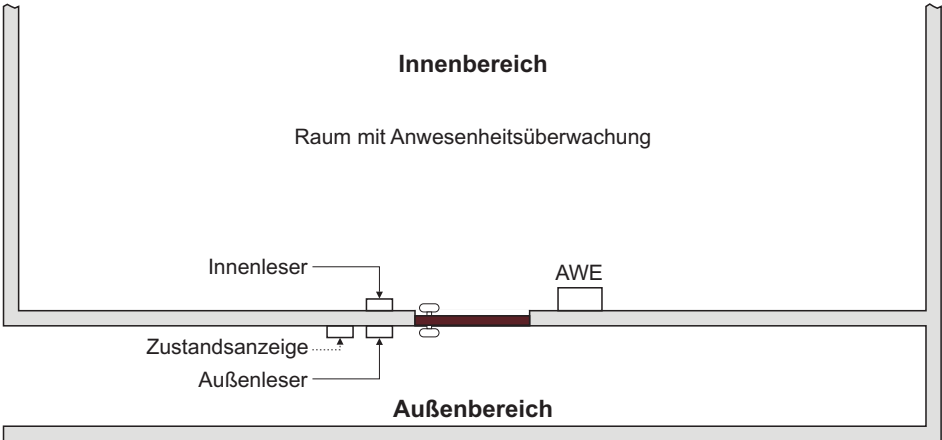 Innenbereich
Raum mit Anwesenheitsüberwachung
Innenleser
AWE
Zustandsanzeige
Außenleser
Außenbereich